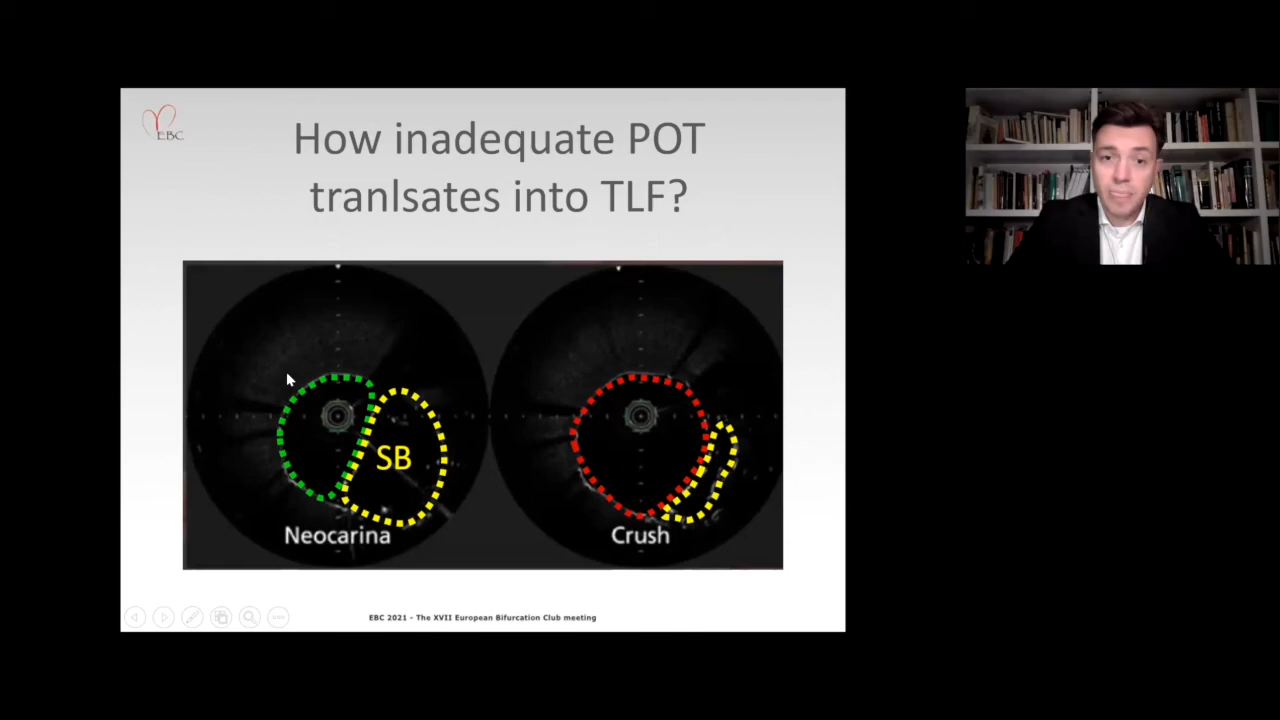 EBC
How inadequate POT
tranlsates into TLF?
SB
Neocarina
Crush
EBC 2021 - The XVII European Bifurcation Club meeting